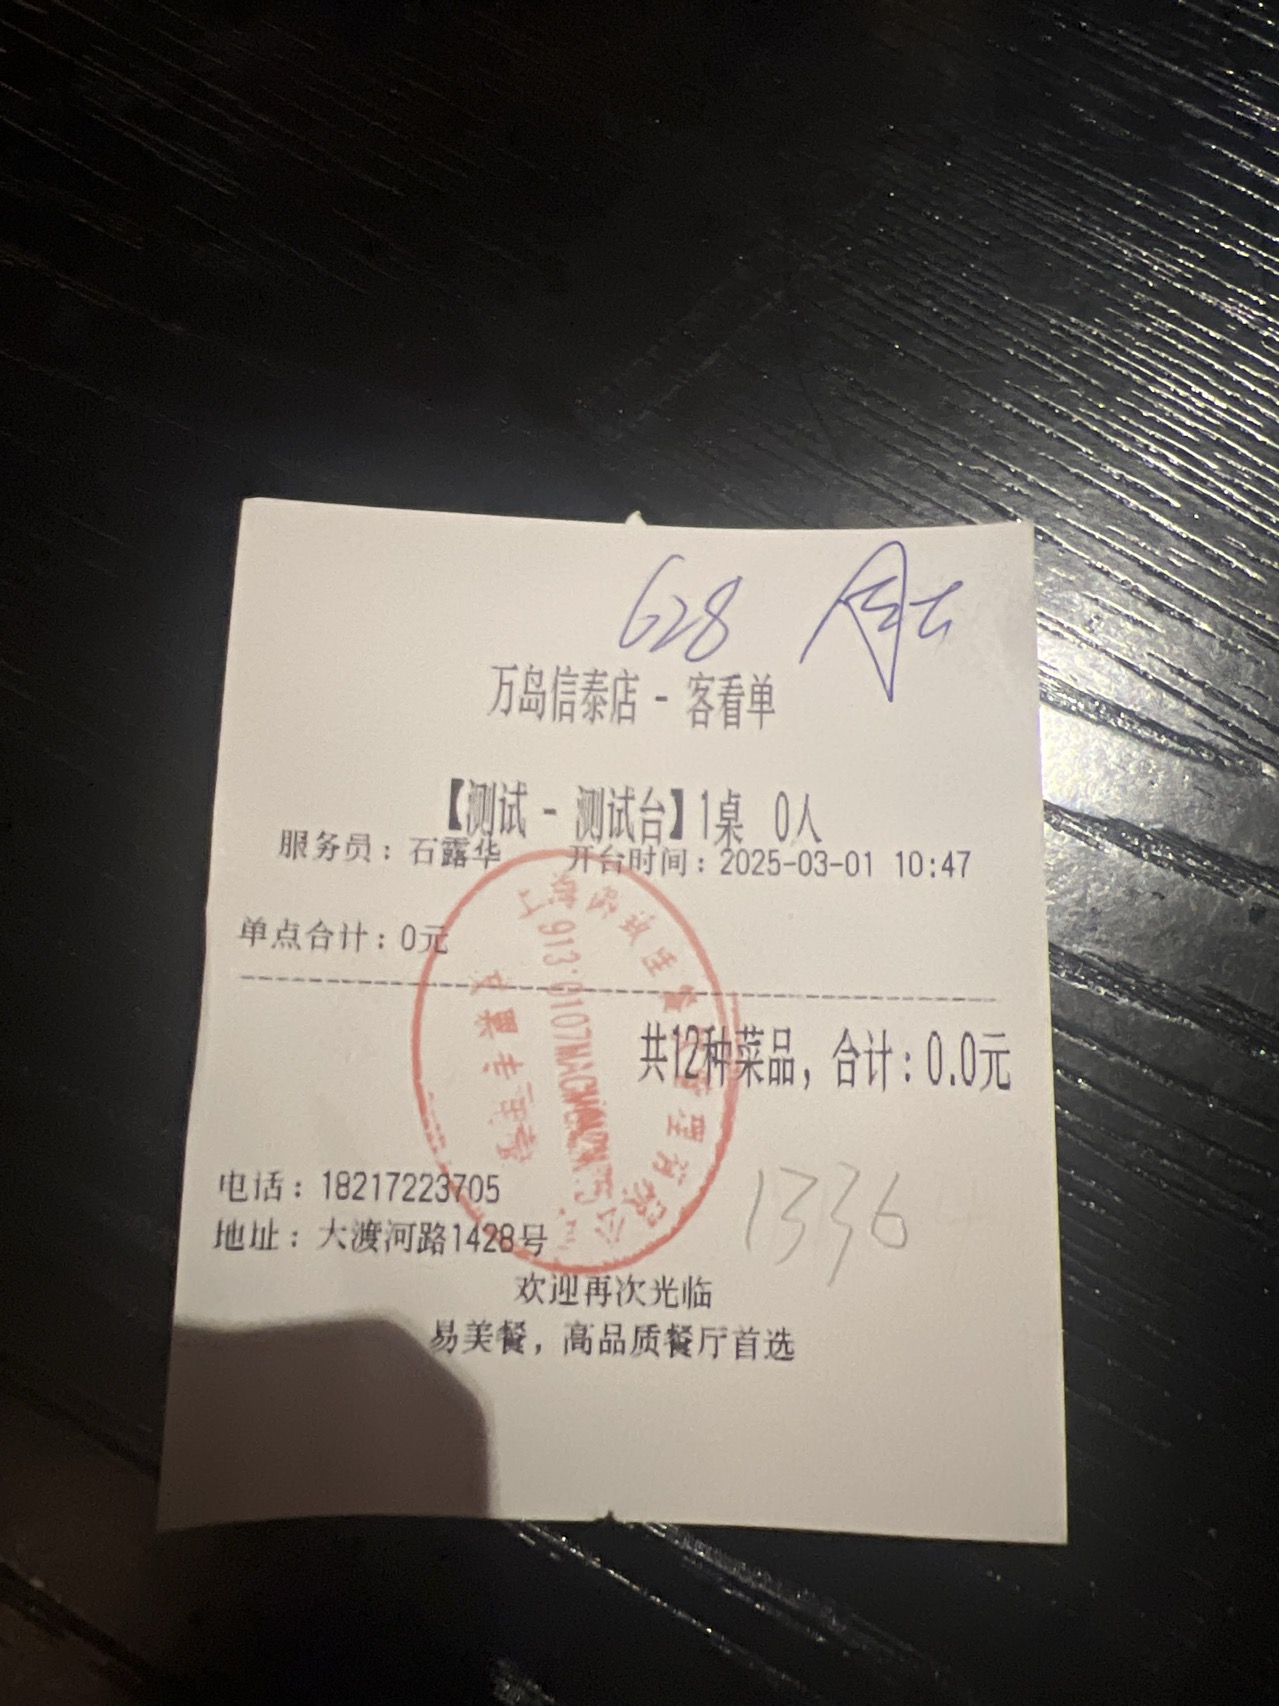 628
万岛信泰店 - 客看单
【测试 - 测试台】1桌 0人
服务员：石露华 开台时间：2025-03-01 10:47
单点合计：0元
共12种菜品，合计：0.0元
1336
电话：18217223705
地址：大渡河路1428号
欢迎再次光临
易美餐，高品质餐厅首选